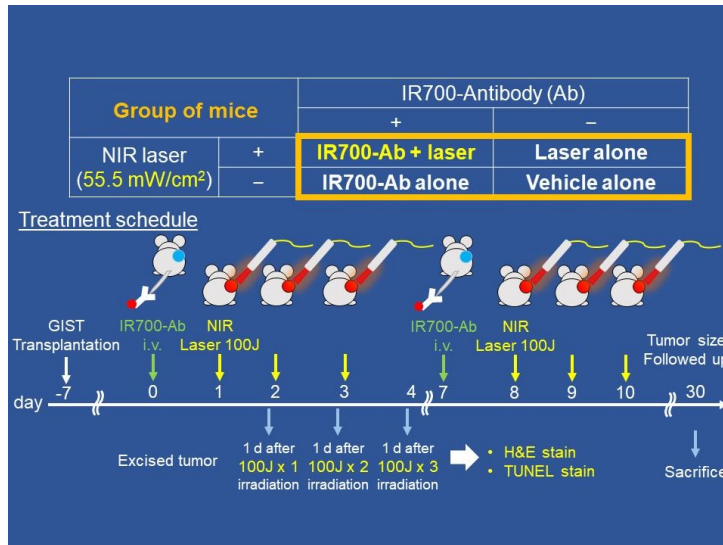 Group of mice
IR700-Antibody (Ab)
+
–
NIR laser
(55.5 mW/cm²)
+
IR700-Ab + laser
Laser alone
–
IR700-Ab alone
Vehicle alone
Treatment schedule
GIST
Transplantation
IR700-Ab
i.v.
NIR
Laser 100J
IR700-Ab
i.v.
NIR
Laser 100J
Tumor size
Followed up
day
-7
0
1
2
3
4
7
8
9
10
30
Excised tumor
1 d after
100J x 1
irradiation
1 d after
100J x 2
irradiation
1 d after
100J x 3
irradiation
• H&E stain
• TUNEL stain
Sacrifice